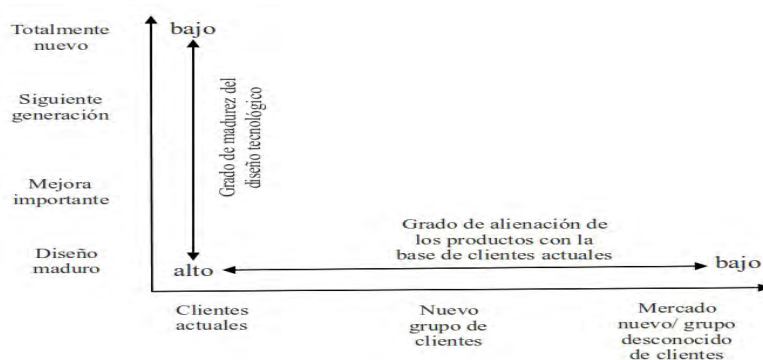 Totalmente
nuevo
bajo
Siguiente
generación
Grado de madurez del
diseño tecnológico
Mejora
importante
Grado de alienación de
los productos con la
base de clientes actuales
Diseño
maduro
alto
bajo
Clientes
actuales
Nuevo
grupo de
clientes
Mercado
nuevo/ grupo
desconocido
de clientes